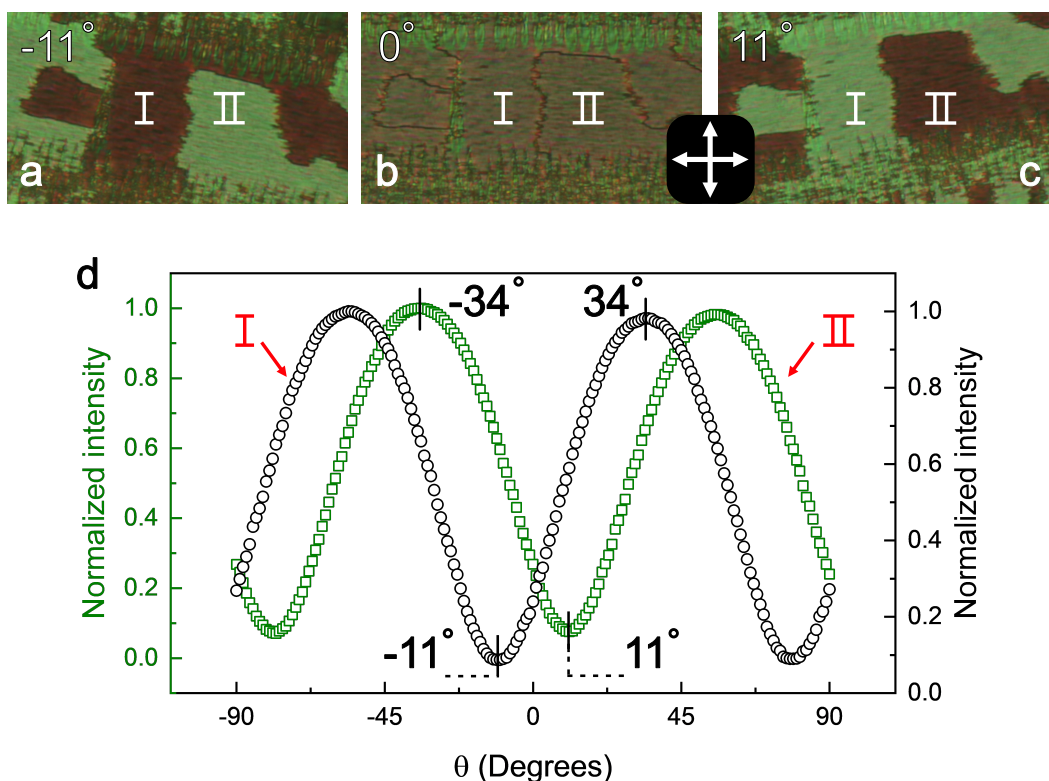 -11°
I
II
a
0°
I
II
b
11°
I
II
c
d
Normalized intensity
1.0
0.8
0.6
0.4
0.2
0.0
-34°
34°
I
II
-11°
11°
1.0
0.8
0.6
0.4
0.2
0.0
Normalized intensity
-90
-45
0
45
90
θ (Degrees)